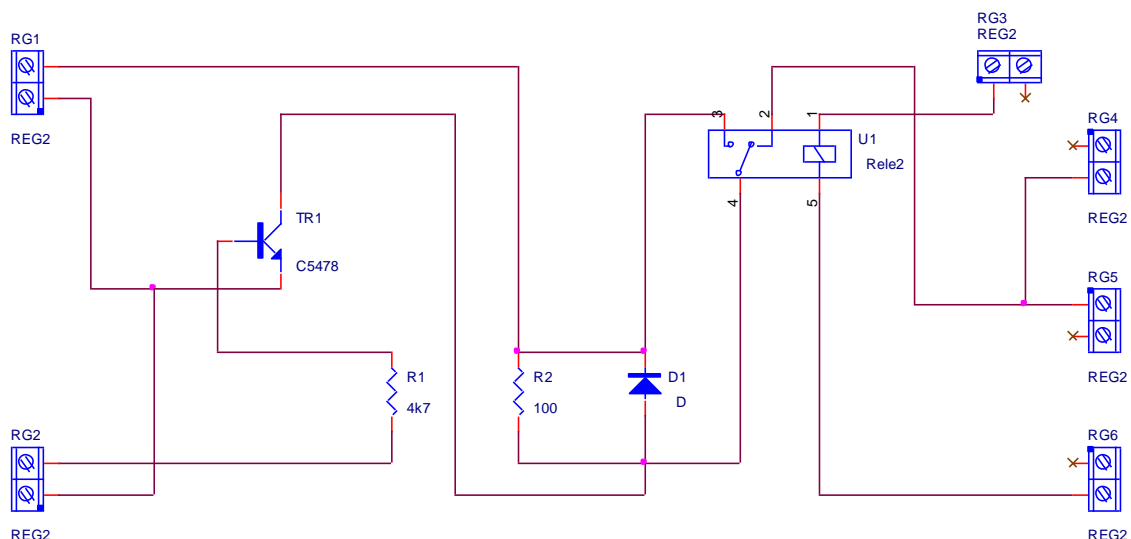 RG1
REG2
RG3
REG2
RG4
REG2
3
2
1
U1
Rele2
4
5
TR1
C5478
RG5
REG2
R1
4k7
R2
100
D1
D
RG2
REG2
RG6
REG2